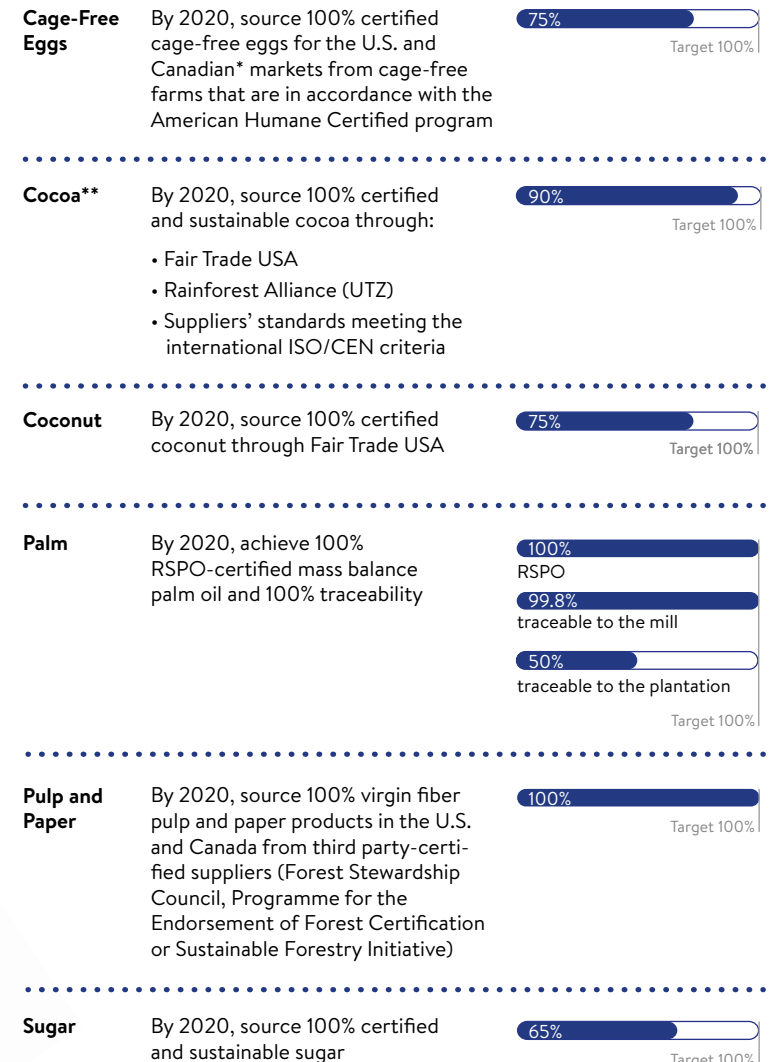 Cage-Free
Eggs
By 2020, source 100% certified
cage-free eggs for the U.S. and
Canadian* markets from cage-free
farms that are in accordance with the
American Humane Certified program
75%
Target 100%
Cocoa**
By 2020, source 100% certified
and sustainable cocoa through:
• Fair Trade USA
• Rainforest Alliance (UTZ)
• Suppliers’ standards meeting the
international ISO/CEN criteria
90%
Target 100%
Coconut
By 2020, source 100% certified
coconut through Fair Trade USA
75%
Target 100%
Palm
By 2020, achieve 100%
RSPO-certified mass balance
palm oil and 100% traceability
100%
RSPO
99.8%
traceable to the mill
50%
traceable to the plantation
Target 100%
Pulp and
Paper
By 2020, source 100% virgin fiber
pulp and paper products in the U.S.
and Canada from third party-certi-
fied suppliers (Forest Stewardship
Council, Programme for the
Endorsement of Forest Certification
or Sustainable Forestry Initiative)
100%
Target 100%
Sugar
By 2020, source 100% certified
and sustainable sugar
65%
Target 100%